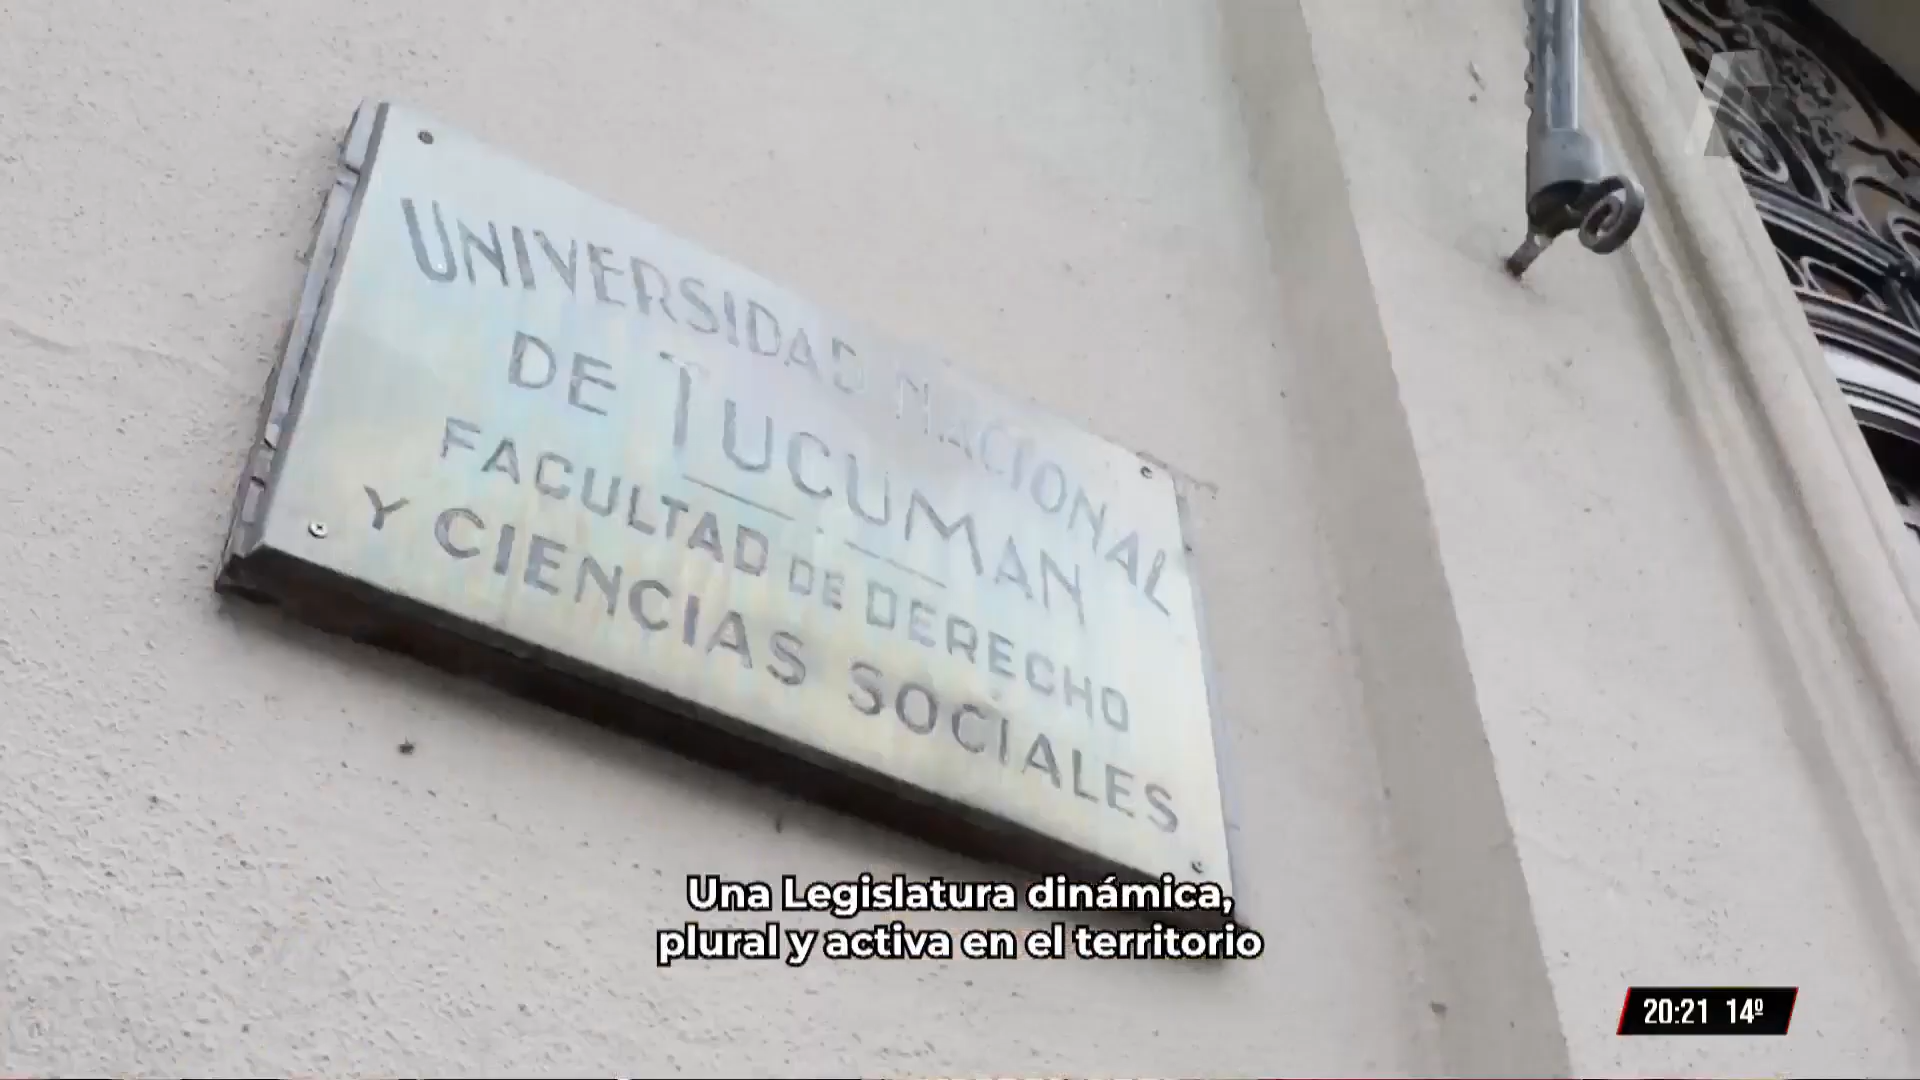 UNIVERSIDAD NACIONAL
DE TUCUMAN
FACULTAD DE DERECHO
Y CIENCIAS SOCIALES
Una Legislatura dinámica,
plural y activa en el territorio
20:21 14º